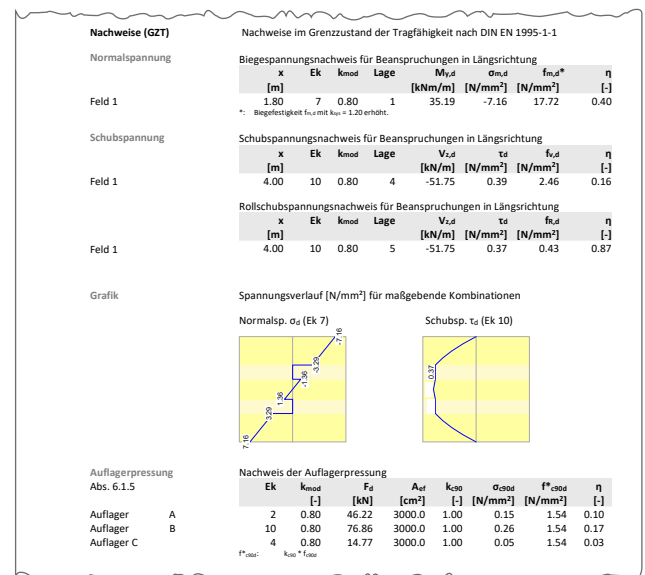 Nachweise (GZT) Nachweise im Grenzzustand der Tragfähigkeit nach DIN EN 1995-1-1
Normalspannung Biegespannungsnachweis für Beanspruchungen in Längsrichtung
x Ek kmod Lage My,d σm,d fm,d* η
[m] [kNm/m] [N/mm²] [N/mm²] [-]
Feld 1 1.80 7 0.80 1 35.19 -7.16 17.72 0.40
*: Biegefestigkeit fm,d mit ksys = 1.20 erhöht.
Schubspannung Schubspannungsnachweis für Beanspruchungen in Längsrichtung
x Ek kmod Lage Vz,d τd fv,d η
[m] [kN/m] [N/mm²] [N/mm²] [-]
Feld 1 4.00 10 0.80 4 -51.75 0.39 2.46 0.16
Rollschubspannungsnachweis für Beanspruchungen in Längsrichtung
x Ek kmod Lage Vz,d τd fR,d η
[m] [kN/m] [N/mm²] [N/mm²] [-]
Feld 1 4.00 10 0.80 5 -51.75 0.37 0.43 0.87
Grafik Spannungsverlauf [N/mm²] für maßgebende Kombinationen
Normalsp. σd (Ek 7) Schubsp. τd (Ek 10)
-7.16
-3.29
-1.36
1.36
3.29
7.16
0.37
Auflagerpressung Nachweis der Auflagerpressung
Abs. 6.1.5 Ek kmod Fd Aef kc90 σc90d f*c90d η
[-] [kN] [cm²] [-] [N/mm²] [N/mm²] [-]
Auflager A 2 0.80 46.22 3000.0 1.00 0.15 1.54 0.10
Auflager B 10 0.80 76.86 3000.0 1.00 0.26 1.54 0.17
Auflager C 4 0.80 14.77 3000.0 1.00 0.05 1.54 0.03
f*c90d: kc90 * fc90d